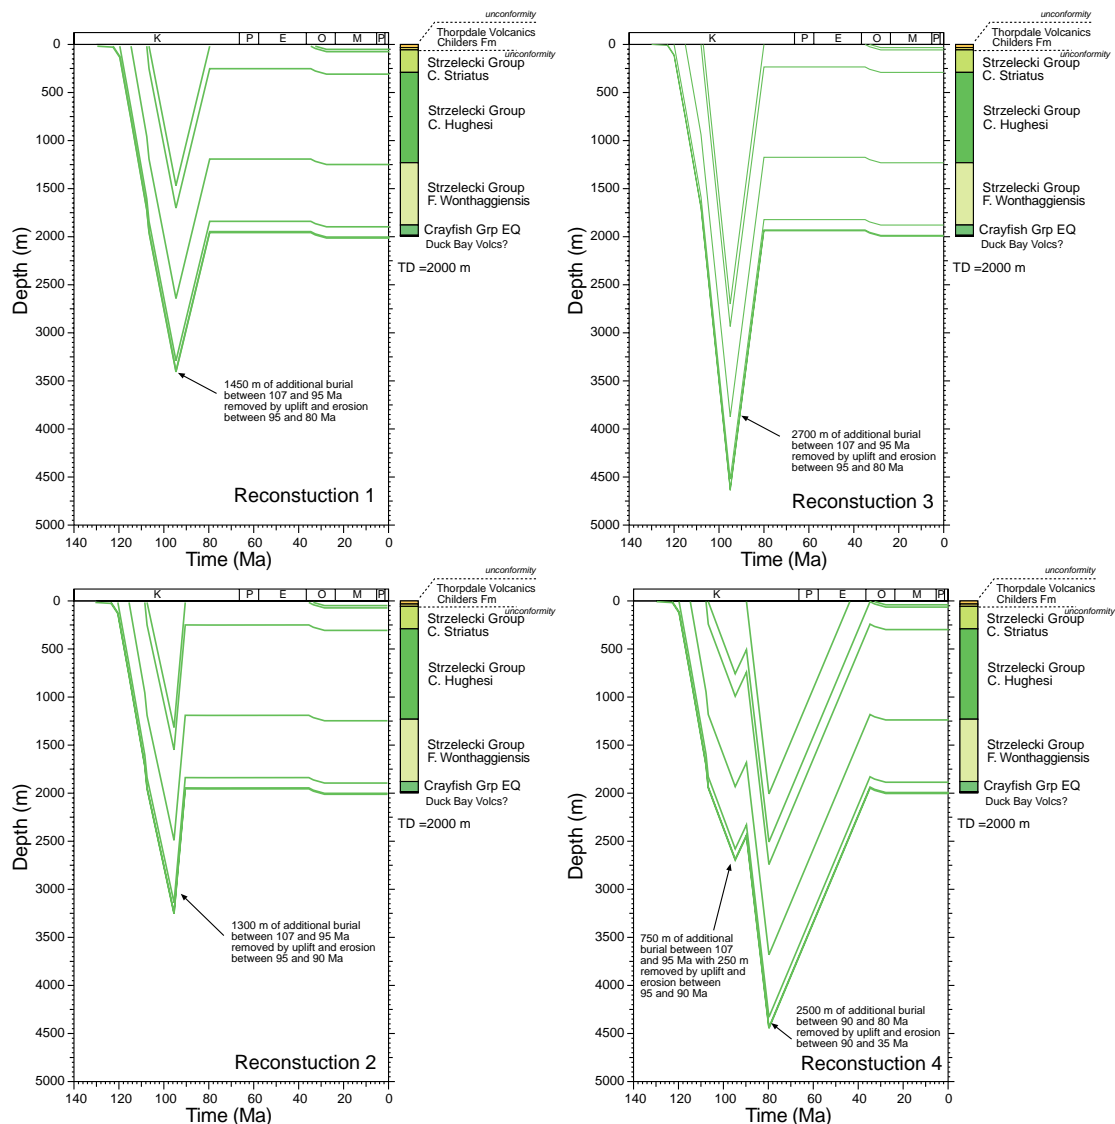 unconformity
Thorpdale Volcanics
Childers Fm
unconformity
K P E O M P
0
500
1000
1500
2000
2500
3000
3500
4000
4500
5000
Depth (m)
140 120 100 80 60 40 20 0
Time (Ma)
Strzelecki Group
C. Striatus
Strzelecki Group
C. Hughesi
Strzelecki Group
F. Wonthaggiensis
Crayfish Grp EQ
Duck Bay Volcs?
TD =2000 m
1450 m of additional burial
between 107 and 95 Ma
removed by uplift and erosion
between 95 and 80 Ma
Reconstuction 1
unconformity
Thorpdale Volcanics
Childers Fm
unconformity
K P E O M P
0
500
1000
1500
2000
2500
3000
3500
4000
4500
5000
Depth (m)
140 120 100 80 60 40 20 0
Time (Ma)
Strzelecki Group
C. Striatus
Strzelecki Group
C. Hughesi
Strzelecki Group
F. Wonthaggiensis
Crayfish Grp EQ
Duck Bay Volcs?
TD =2000 m
2700 m of additional burial
between 107 and 95 Ma
removed by uplift and erosion
between 95 and 80 Ma
Reconstuction 3
unconformity
Thorpdale Volcanics
Childers Fm
unconformity
K P E O M P
0
500
1000
1500
2000
2500
3000
3500
4000
4500
5000
Depth (m)
140 120 100 80 60 40 20 0
Time (Ma)
Strzelecki Group
C. Striatus
Strzelecki Group
C. Hughesi
Strzelecki Group
F. Wonthaggiensis
Crayfish Grp EQ
Duck Bay Volcs?
TD =2000 m
1300 m of additional burial
between 107 and 95 Ma
removed by uplift and erosion
between 95 and 90 Ma
Reconstuction 2
unconformity
Thorpdale Volcanics
Childers Fm
unconformity
K P E O M P
0
500
1000
1500
2000
2500
3000
3500
4000
4500
5000
Depth (m)
140 120 100 80 60 40 20 0
Time (Ma)
Strzelecki Group
C. Striatus
Strzelecki Group
C. Hughesi
Strzelecki Group
F. Wonthaggiensis
Crayfish Grp EQ
Duck Bay Volcs?
TD =2000 m
750 m of additional
burial between 107
and 95 Ma with 250 m
removed by uplift and
erosion between
95 and 90 Ma
2500 m of additional burial
between 90 and 80 Ma
removed by uplift and erosion
between 90 and 35 Ma
Reconstuction 4